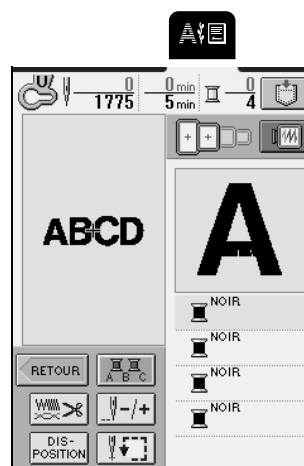 A
U 0 0 min 0
1775 5 min 4
ABCD
A
NOIR
NOIR
NOIR
NOIR
RETOUR
A B C
-/+
DIS-
POSITION